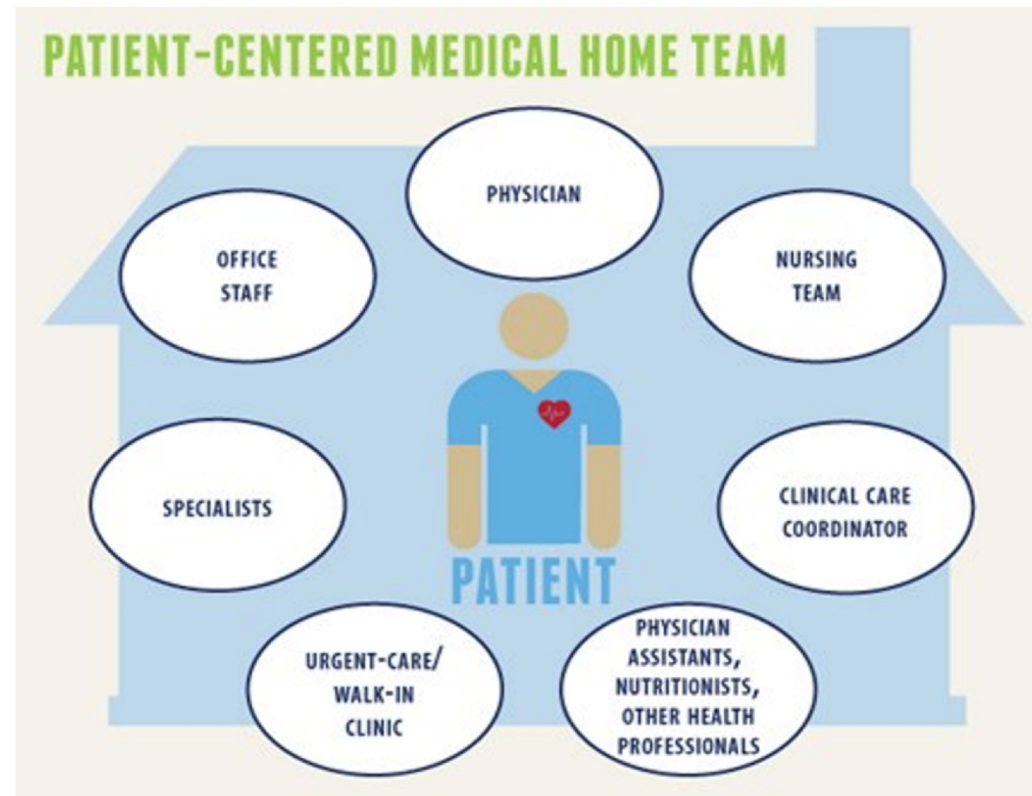 PATIENT-CENTERED MEDICAL HOME TEAM
PHYSICIAN
OFFICE
STAFF
NURSING
TEAM
SPECIALISTS
CLINICAL CARE
COORDINATOR
PATIENT
URGENT-CARE/
WALK-IN
CLINIC
PHYSICIAN
ASSISTANTS,
NUTRITIONISTS,
OTHER HEALTH
PROFESSIONALS